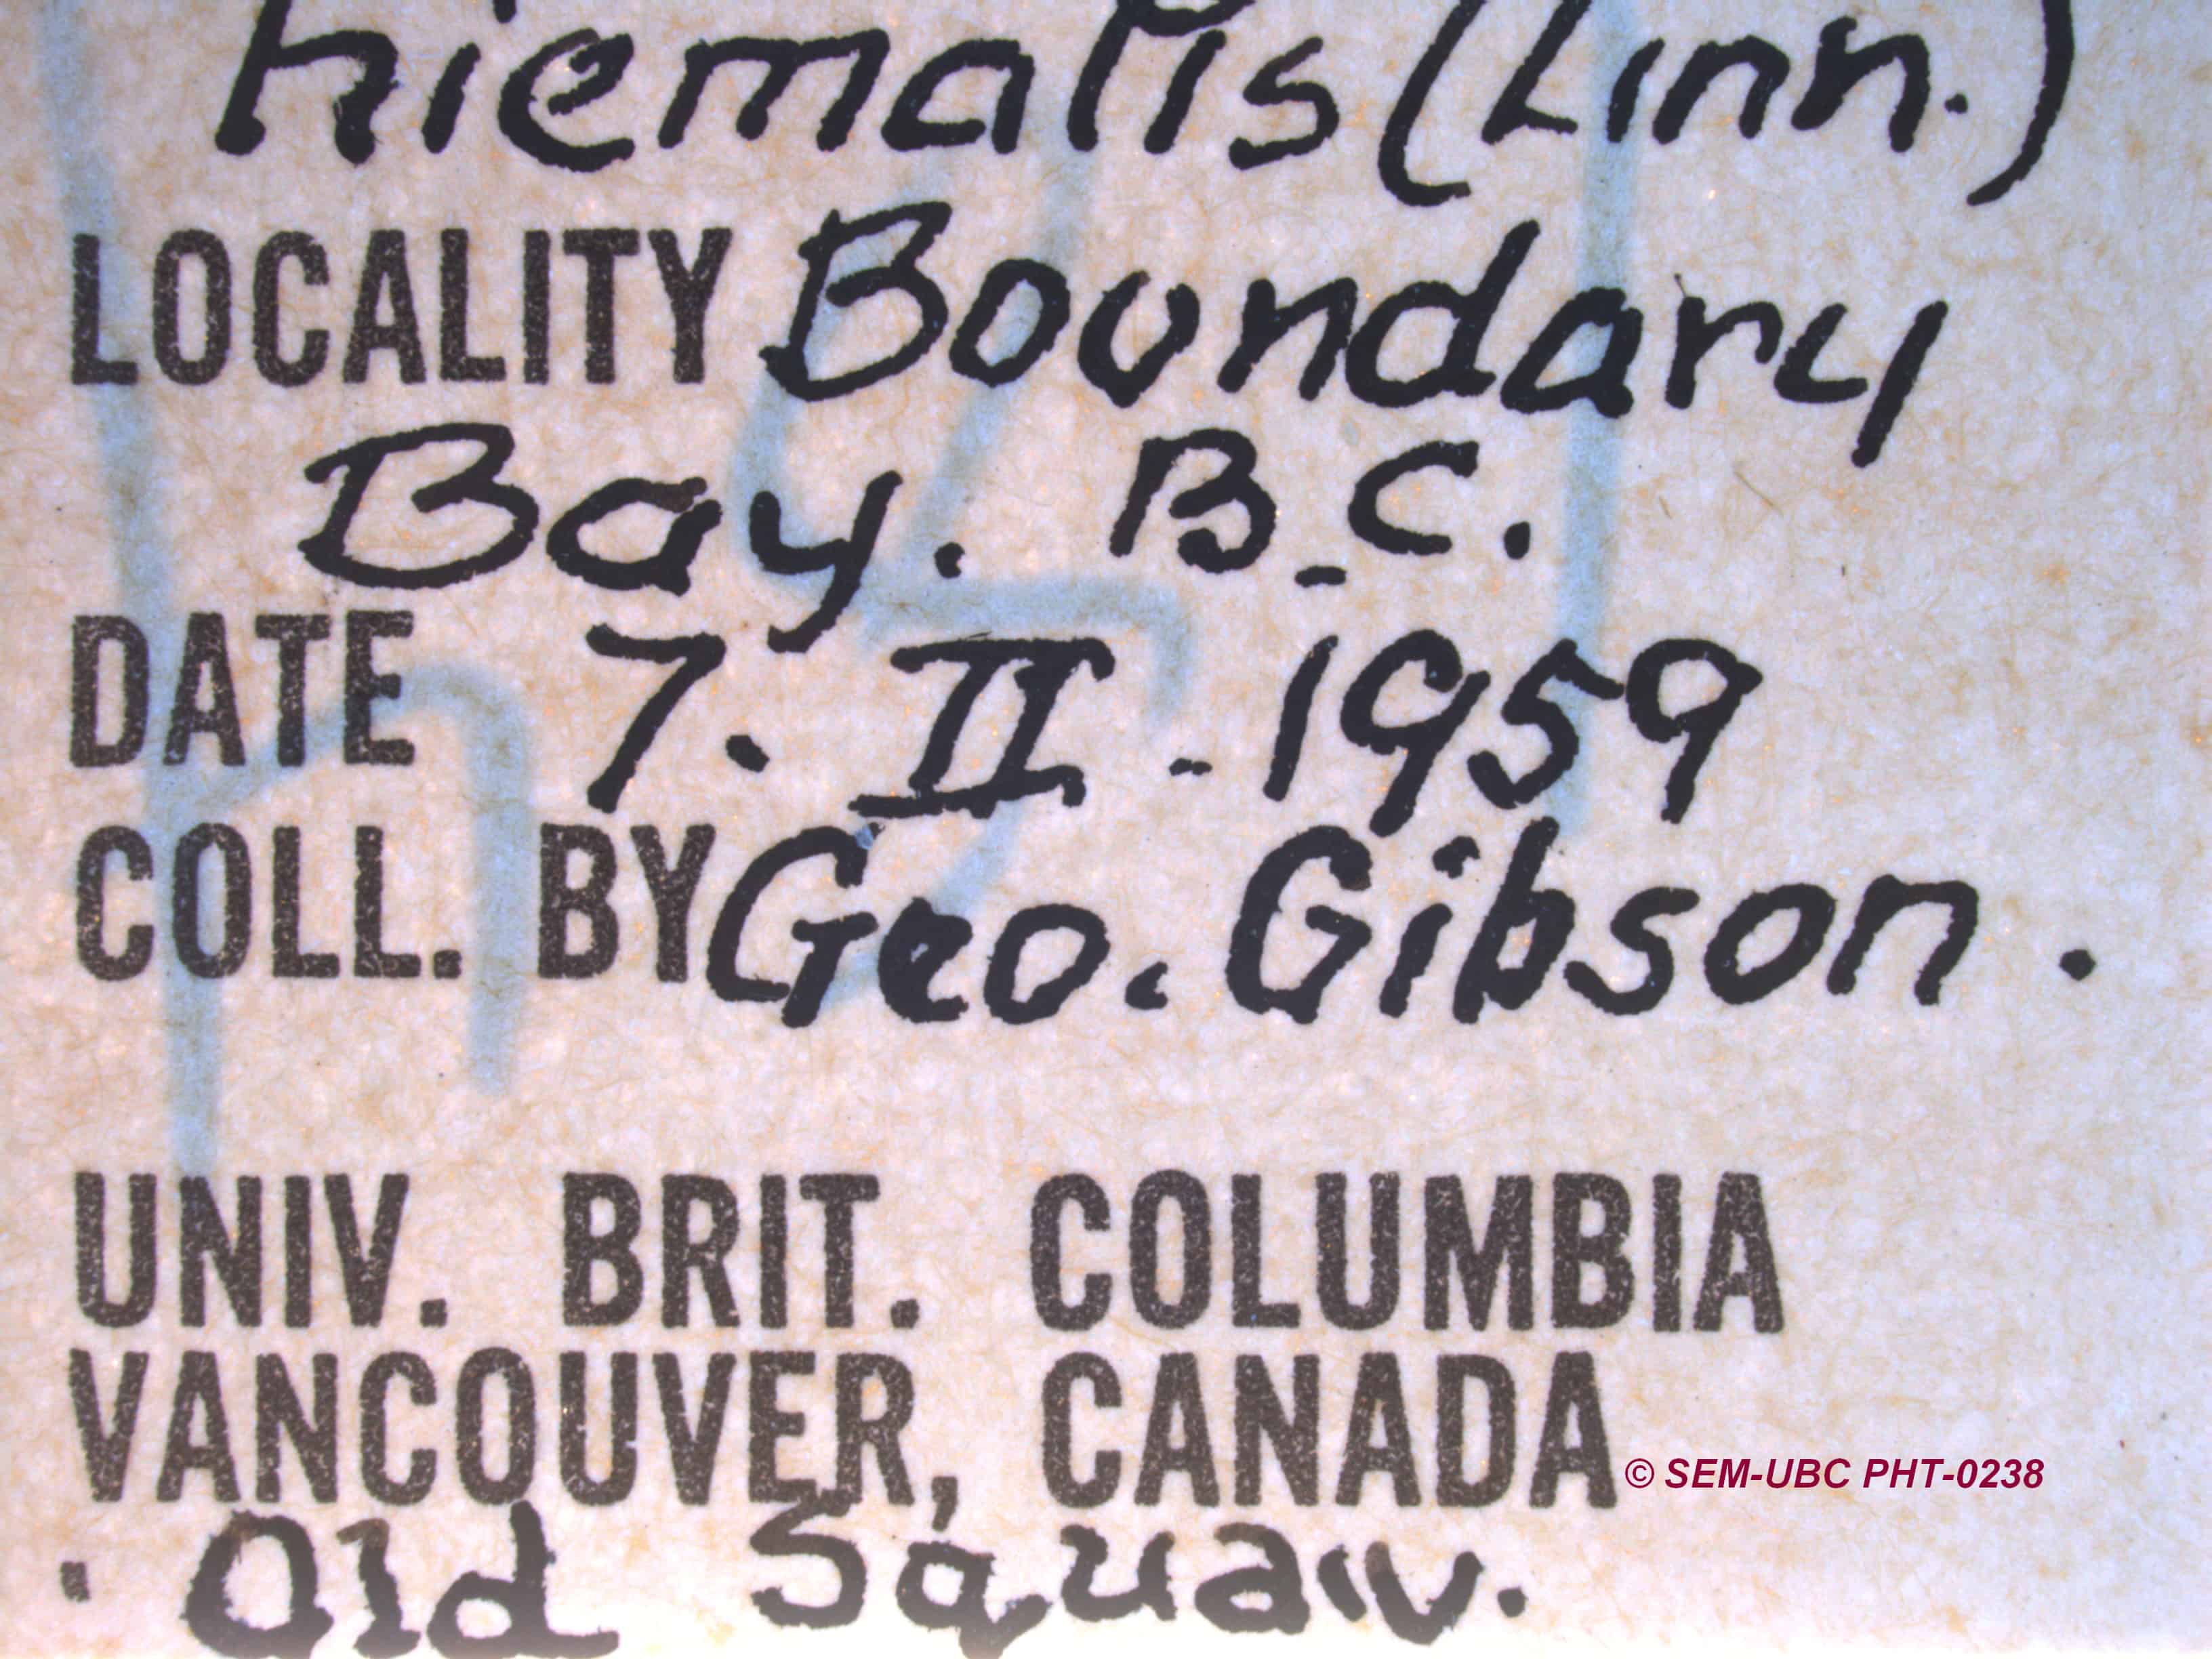 hiemalis (Linn.)
LOCALITY Boundary
Bay. B.C.
DATE 7. II - 1959
COLL. BY Geo. Gibson.
UNIV. BRIT. COLUMBIA
VANCOUVER, CANADA
© SEM-UBC PHT-0238
. Old Squaw.